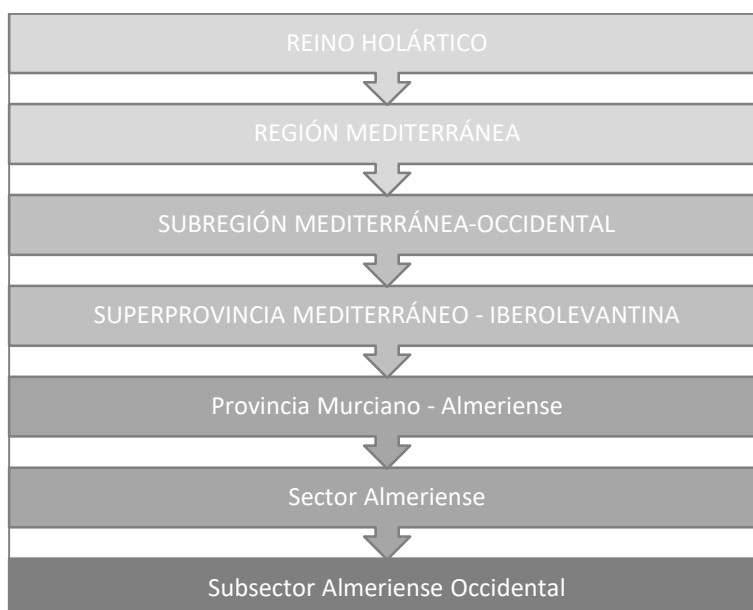 REINO HOLÁRTICO
REGIÓN MEDITERRÁNEA
SUBREGIÓN MEDITERRÁNEA-OCCIDENTAL
SUPERPROVINCIA MEDITERRÁNEO - IBEROLEVANTINA
Provincia Murciano - Almeriense
Sector Almeriense
Subsector Almeriense Occidental